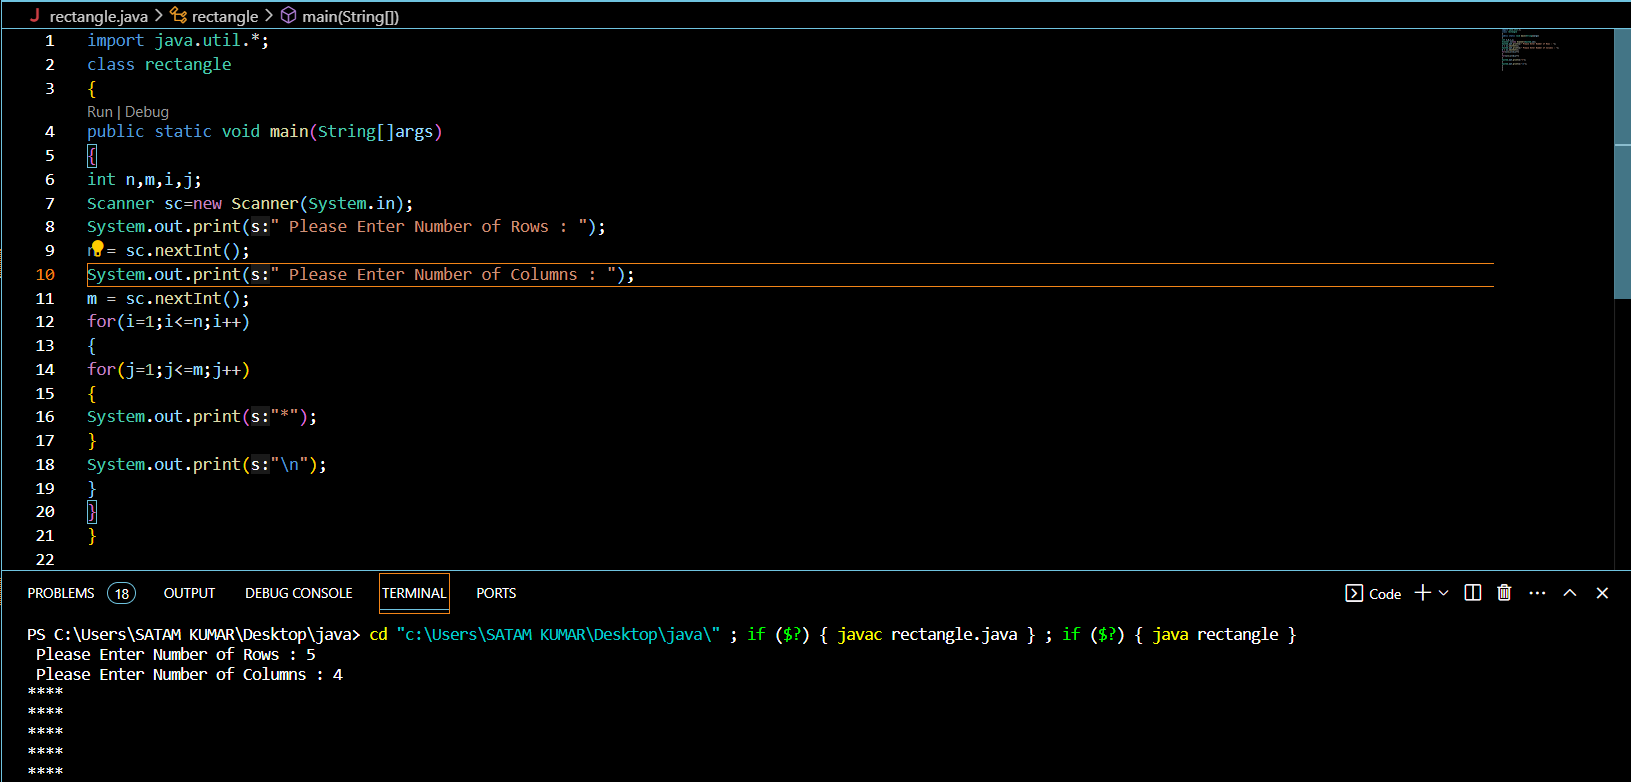 J rectangle.java > rectangle > main(String[])
1 import java.util.*;
2 class rectangle
3 {
Run | Debug
4 public static void main(String[]args)
5 {
6 int n,m,i,j;
7 Scanner sc=new Scanner(System.in);
8 System.out.print(s:" Please Enter Number of Rows : ");
9 n = sc.nextInt();
10 System.out.print(s:" Please Enter Number of Columns : ");
11 m = sc.nextInt();
12 for(i=1;i<=n;i++)
13 {
14 for(j=1;j<=m;j++)
15 {
16 System.out.print(s:"*");
17 }
18 System.out.print(s:"\n");
19 }
20 }
21 }
22
PROBLEMS 18 OUTPUT DEBUG CONSOLE TERMINAL PORTS Code
PS C:\Users\SATAM KUMAR\Desktop\java> cd "c:\Users\SATAM KUMAR\Desktop\java\" ; if ($?) { javac rectangle.java } ; if ($?) { java rectangle }
Please Enter Number of Rows : 5
Please Enter Number of Columns : 4
****
****
****
****
****